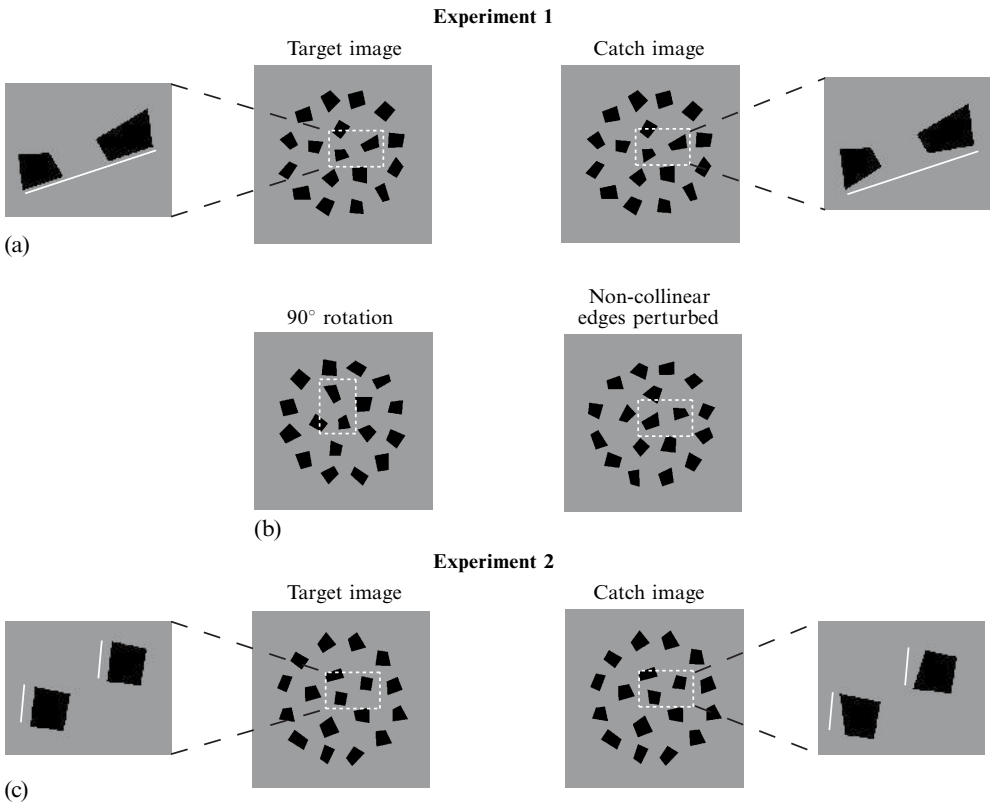 Experiment 1
Target image
Catch image
(a)
90° rotation
Non-collinear
edges perturbed
(b)
Experiment 2
Target image
Catch image
(c)